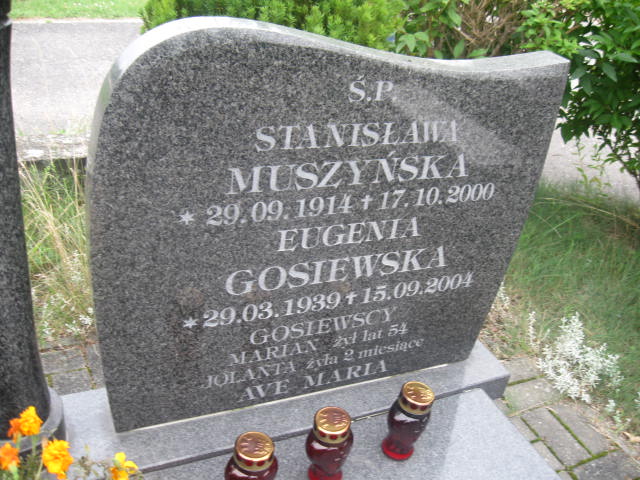 Ś.P.
STANISŁAWA
MUSZYŃSKA
* 29.09.1914 † 17.10.2000
EUGENIA
GOSIEWSKA
* 29.03.1939 † 15.09.2004
GOSIEWSCY
MARIAN żył lat 54
JOLANTA żyła 2 miesiące
AVE MARIA